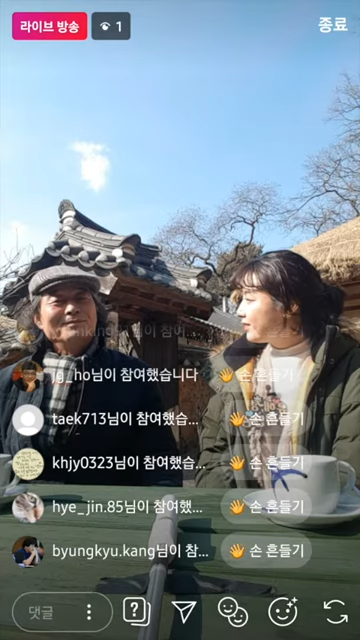 라이브 방송
1
종료
jg_ho님이 참여했습니다
손 흔들기
taek713님이 참여했습...
손 흔들기
khjy0323님이 참여했습...
손 흔들기
hye_jin.85님이 참여했...
손 흔들기
byungkyu.kang님이 참...
손 흔들기
댓글